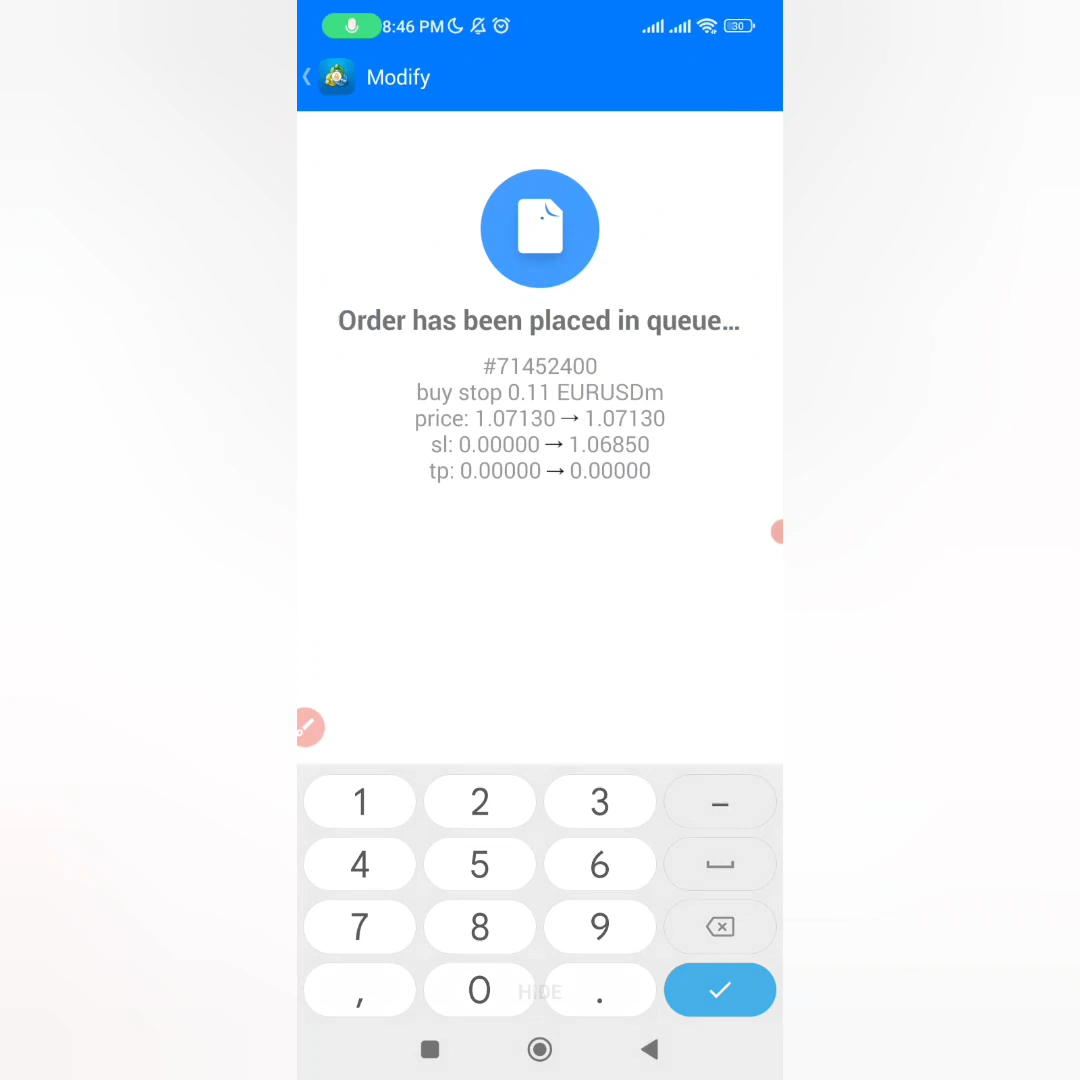 8:46 PM
30
Modify
Order has been placed in queue...
#71452400
buy stop 0.11 EURUSDm
price: 1.07130 → 1.07130
sl: 0.00000 → 1.06850
tp: 0.00000 → 0.00000
1 2 3 –
4 5 6
7 8 9
, 0 HIDE .